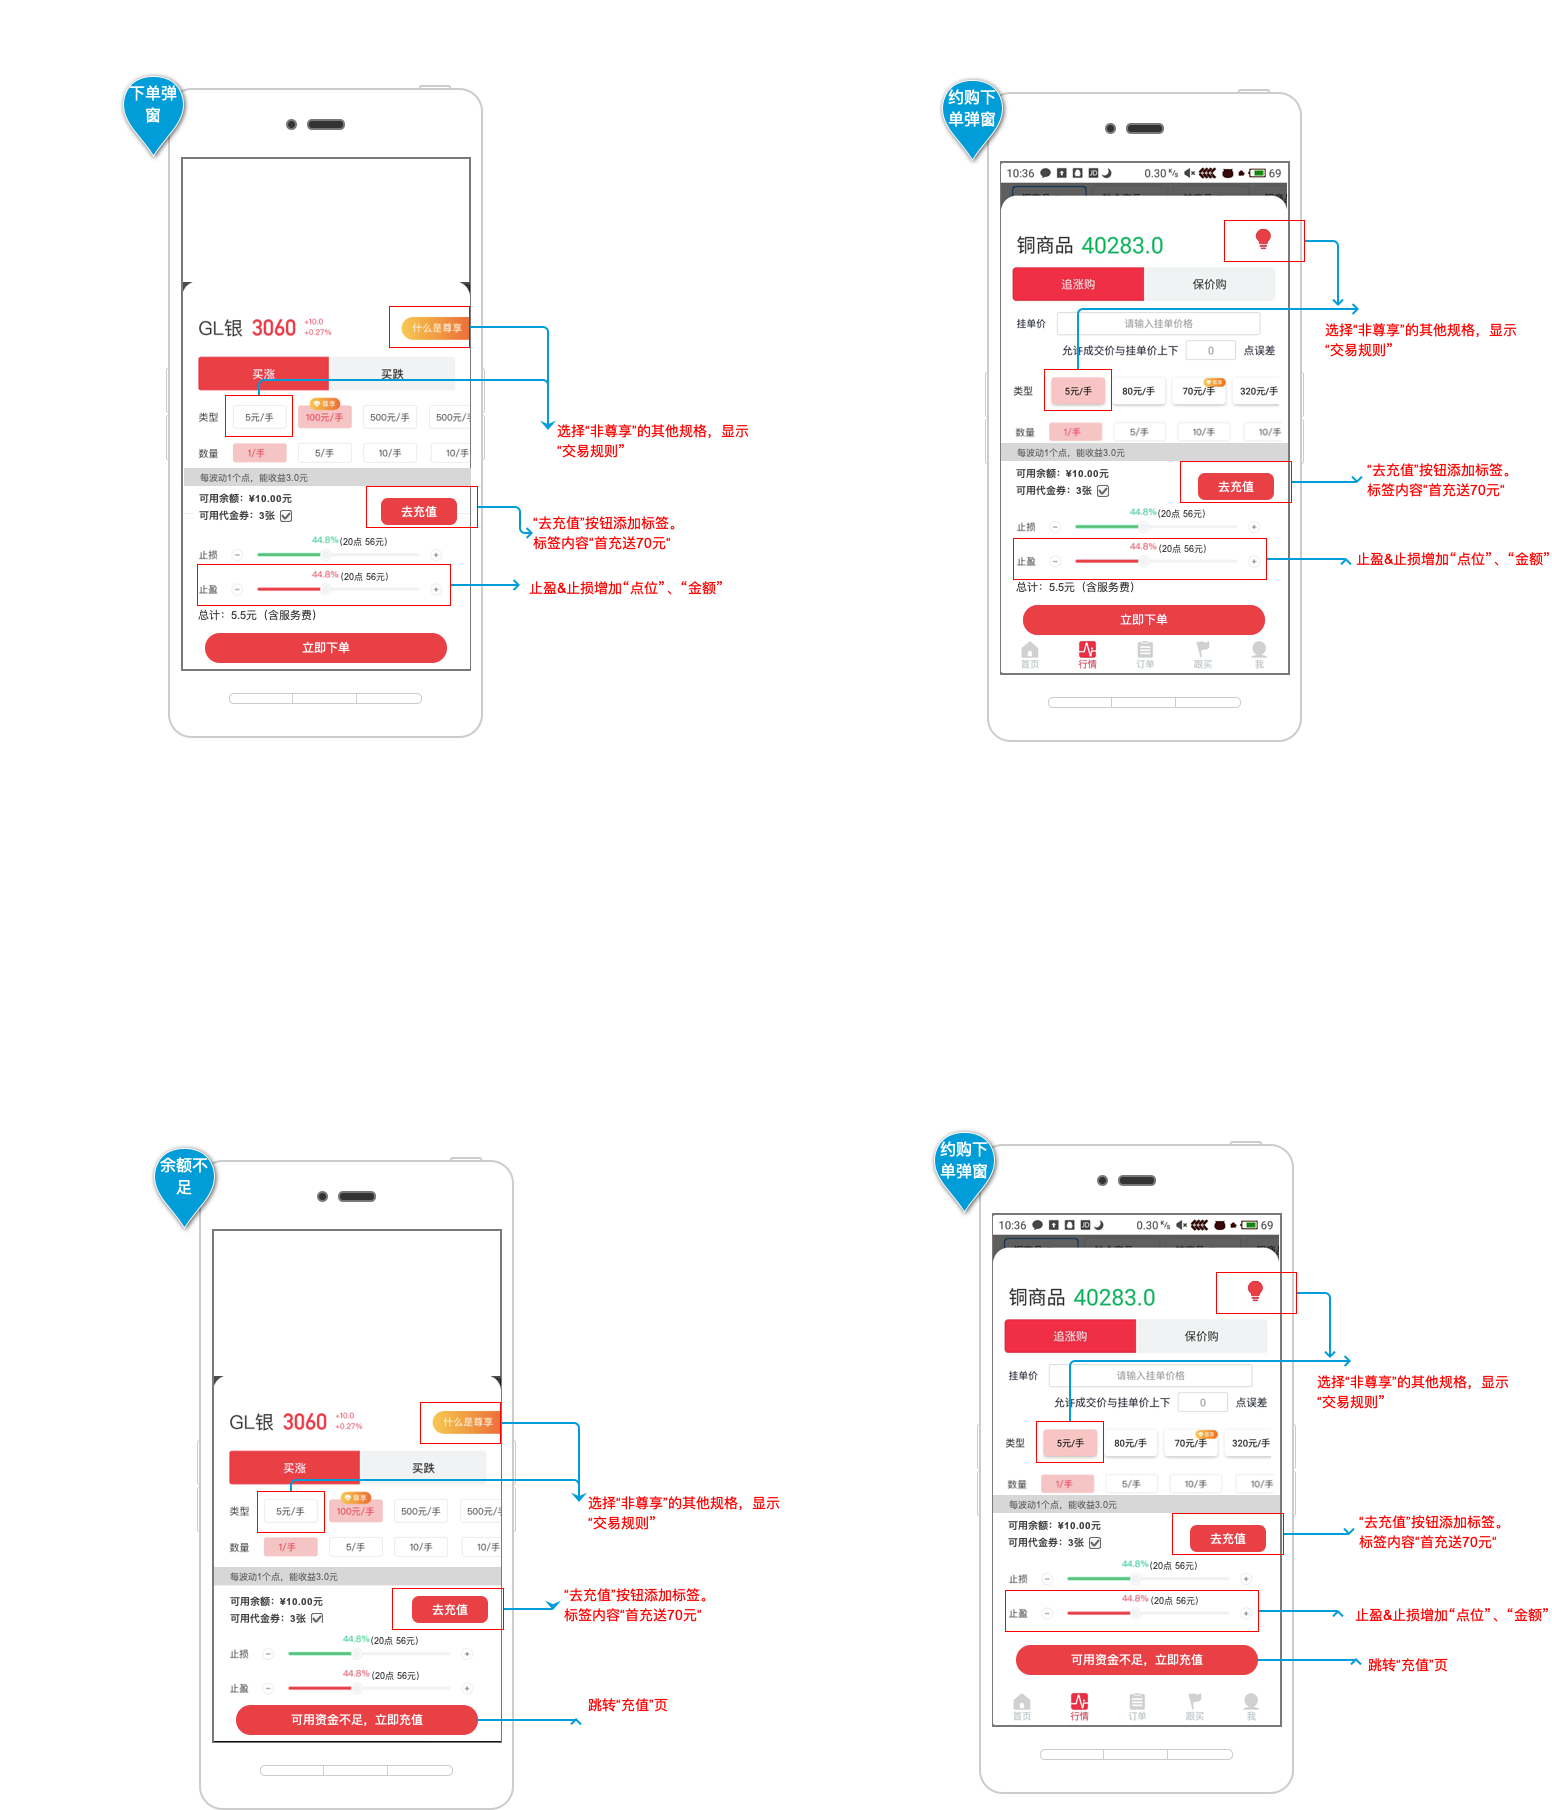 下单弹
窗
GL银 3060 +10.0
+0.27%
什么是尊享
买涨 买跌
尊享
类型 5元/手 100元/手 500元/手 500元/手
数量 1/手 5/手 10/手 10/手
每波动1个点，能收益3.0元
可用余额：¥10.00元
可用代金券：3张
去充值
44.8%(20点 56元)
止损
44.8% (20点 56元)
止盈
总计：5.5元（含服务费）
立即下单
选择“非尊享”的其他规格，显示
“交易规则”
“去充值”按钮添加标签。
标签内容“首充送70元“
止盈&止损增加“点位”、“金额”
约购下
单弹窗
10:36 0.30 K/s 69
铜商品 40283.0
追涨购 保价购
挂单价 请输入挂单价格
允许成交价与挂单价上下 0 点误差
尊享
类型 5元/手 80元/手 70元/手 320元/手
数量 1/手 5/手 10/手 10/手
每波动1个点，能收益3.0元
可用余额：¥10.00元
可用代金券：3张
去充值
44.8%(20点 56元)
止损
44.8% (20点 56元)
止盈
总计：5.5元（含服务费）
立即下单
首页 行情 订单 跟买 我
选择“非尊享”的其他规格，显示
“交易规则”
“去充值”按钮添加标签。
标签内容“首充送70元“
止盈&止损增加“点位”、“金额”
余额不
足
GL银 3060 +10.0
+0.27%
什么是尊享
买涨 买跌
尊享
类型 5元/手 100元/手 500元/手 500元/手
数量 1/手 5/手 10/手 10/手
每波动1个点，能收益3.0元
可用余额：¥10.00元
可用代金券：3张
去充值
44.8%(20点 56元)
止损
44.8% (20点 56元)
止盈
可用资金不足，立即充值
选择“非尊享”的其他规格，显示
“交易规则”
“去充值”按钮添加标签。
标签内容“首充送70元“
跳转“充值”页
约购下
单弹窗
10:36 0.30 K/s 69
铜商品 40283.0
追涨购 保价购
挂单价 请输入挂单价格
允许成交价与挂单价上下 0 点误差
尊享
类型 5元/手 80元/手 70元/手 320元/手
数量 1/手 5/手 10/手 10/手
每波动1个点，能收益3.0元
可用余额：¥10.00元
可用代金券：3张
去充值
44.8%(20点 56元)
止损
44.8% (20点 56元)
止盈
可用资金不足，立即充值
首页 行情 订单 跟买 我
选择“非尊享”的其他规格，显示
“交易规则”
“去充值”按钮添加标签。
标签内容“首充送70元“
止盈&止损增加“点位”、“金额”
跳转“充值”页